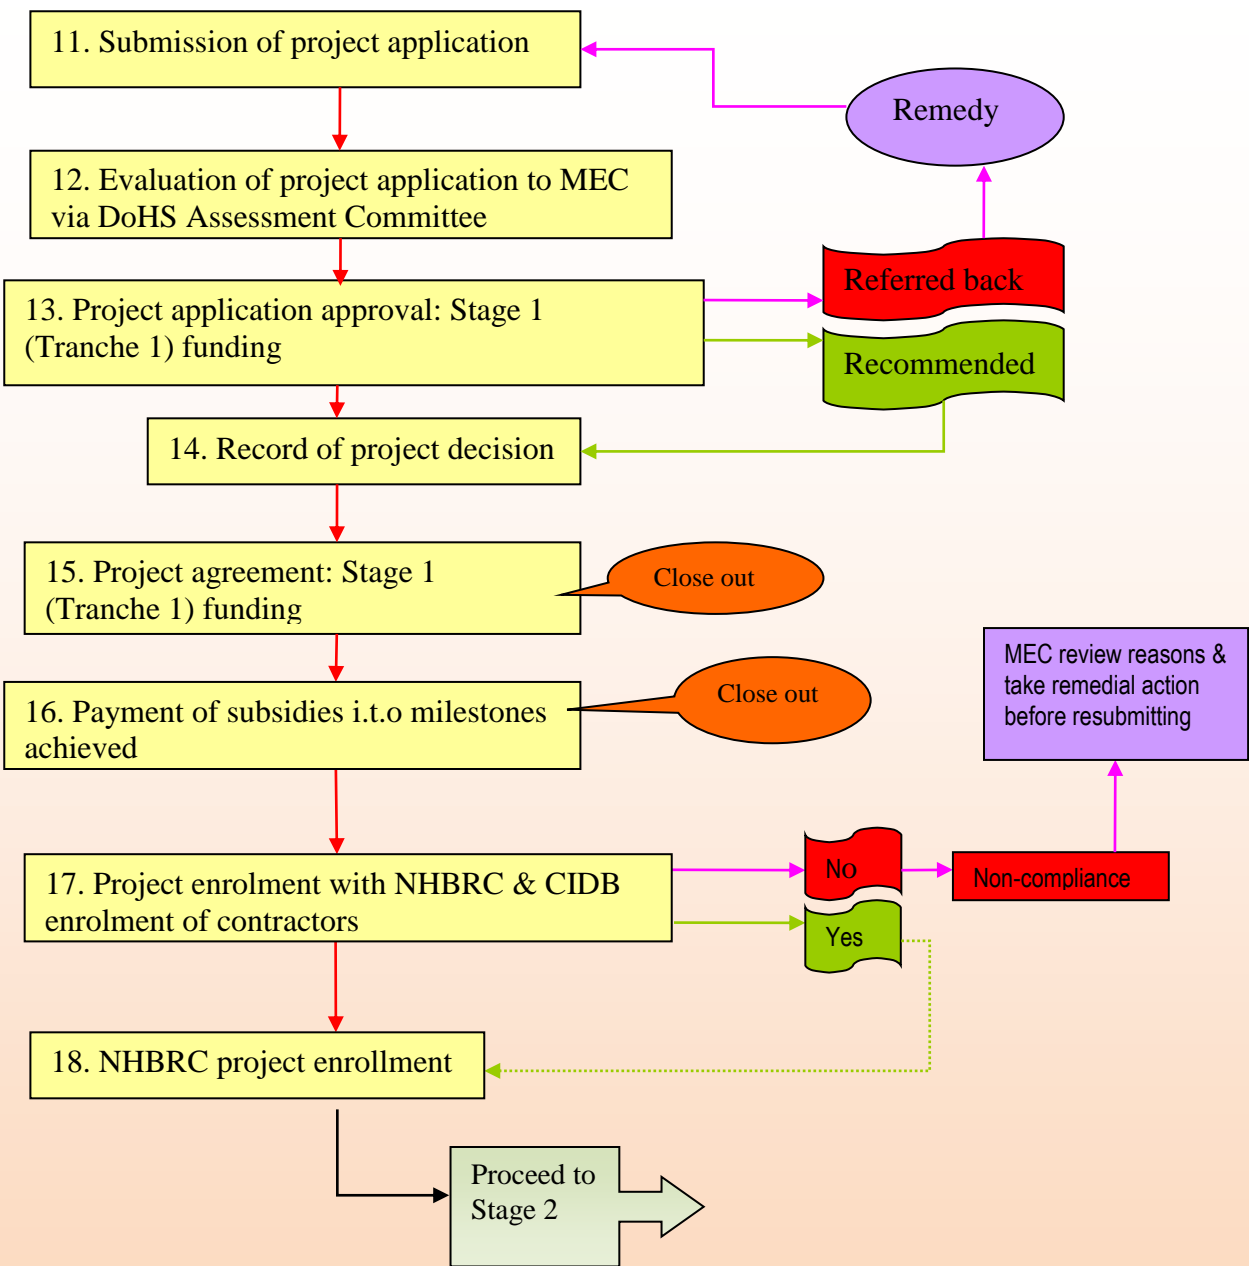 11. Submission of project application
Remedy
12. Evaluation of project application to MEC
via DoHS Assessment Committee
Referred back
13. Project application approval: Stage 1
(Tranche 1) funding
Recommended
14. Record of project decision
15. Project agreement: Stage 1
(Tranche 1) funding
Close out
MEC review reasons &
take remedial action
before resubmitting
16. Payment of subsidies i.t.o milestones
achieved
Close out
17. Project enrolment with NHBRC & CIDB
enrolment of contractors
No
Non-compliance
Yes
18. NHBRC project enrollment
Proceed to
Stage 2